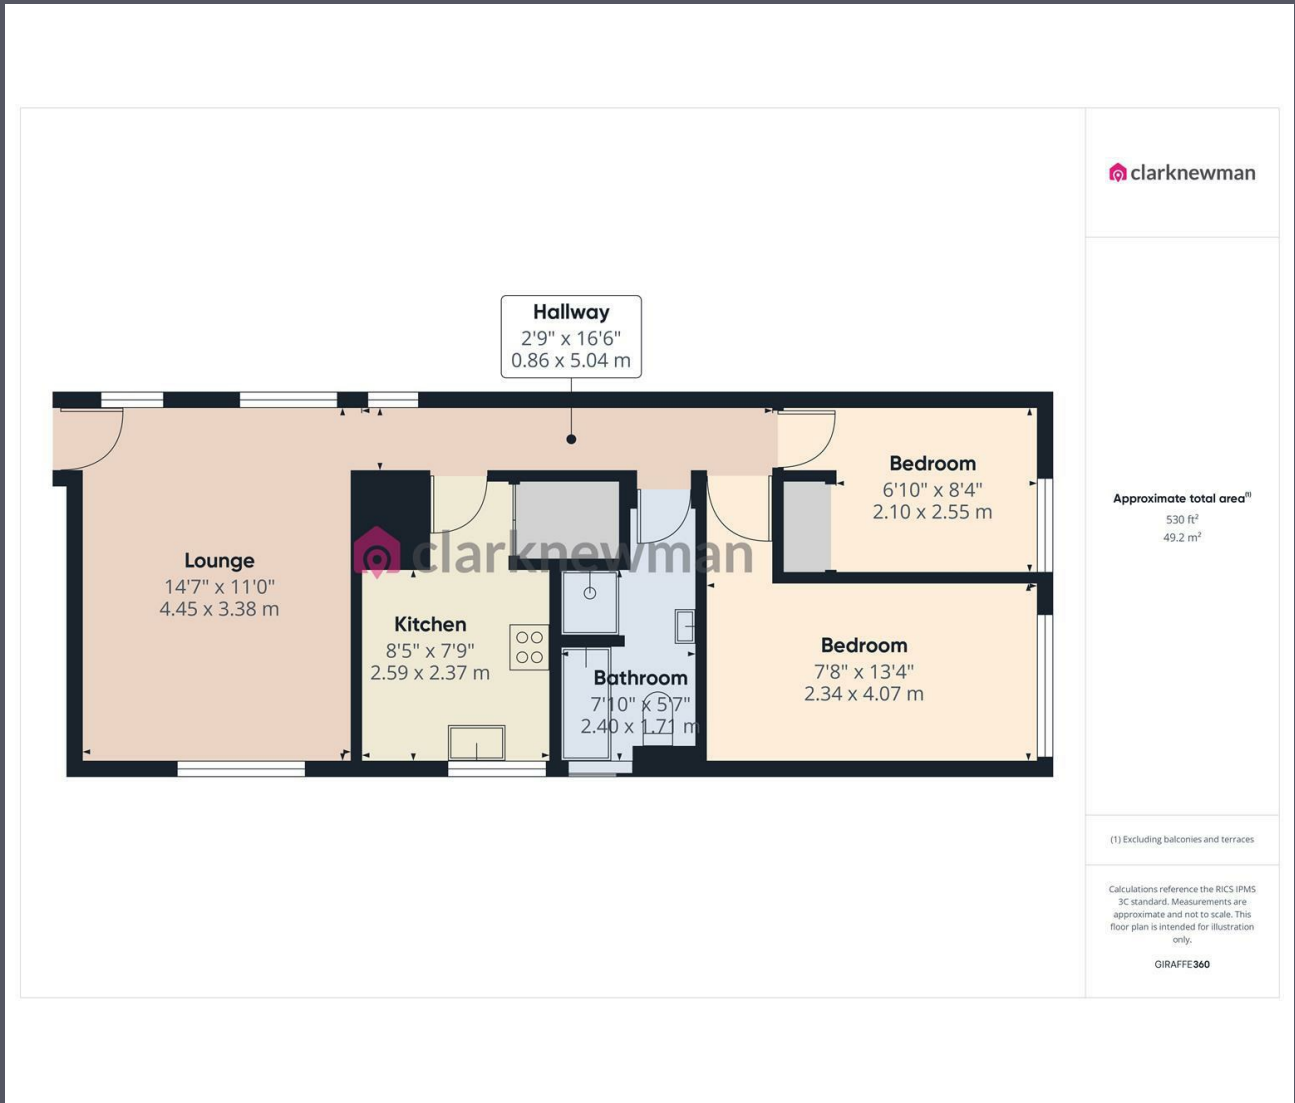 clarknewman
Hallway
2'9" x 16'6"
0.86 x 5.04 m
Bedroom
6'10" x 8'4"
2.10 x 2.55 m
Lounge
14'7" x 11'0"
4.45 x 3.38 m
clarknewman
Kitchen
8'5" x 7'9"
2.59 x 2.37 m
Bathroom
7'10" x 5'7"
2.40 x 1.71 m
Bedroom
7'8" x 13'4"
2.34 x 4.07 m
Approximate total area⁽¹⁾
530 ft²
49.2 m²
(1) Excluding balconies and terraces
Calculations reference the RICS IPMS
3C standard. Measurements are
approximate and not to scale. This
floor plan is intended for illustration
only.
GIRAFFE360